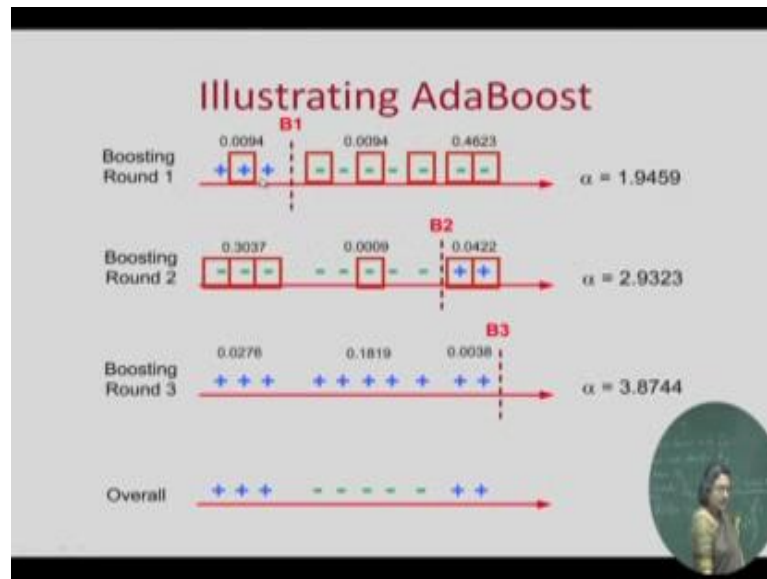 Illustrating AdaBoost
B1
0.0094 0.0094 0.4623
Boosting
Round 1
+ + + - - - - - - -
α = 1.9459
B2
0.3037 0.0009 0.0422
Boosting
Round 2
- - - - - - - - + +
α = 2.9323
B3
0.0276 0.1819 0.0038
Boosting
Round 3
+ + + + + + + + + +
α = 3.8744
Overall
+ + + - - - - - + +